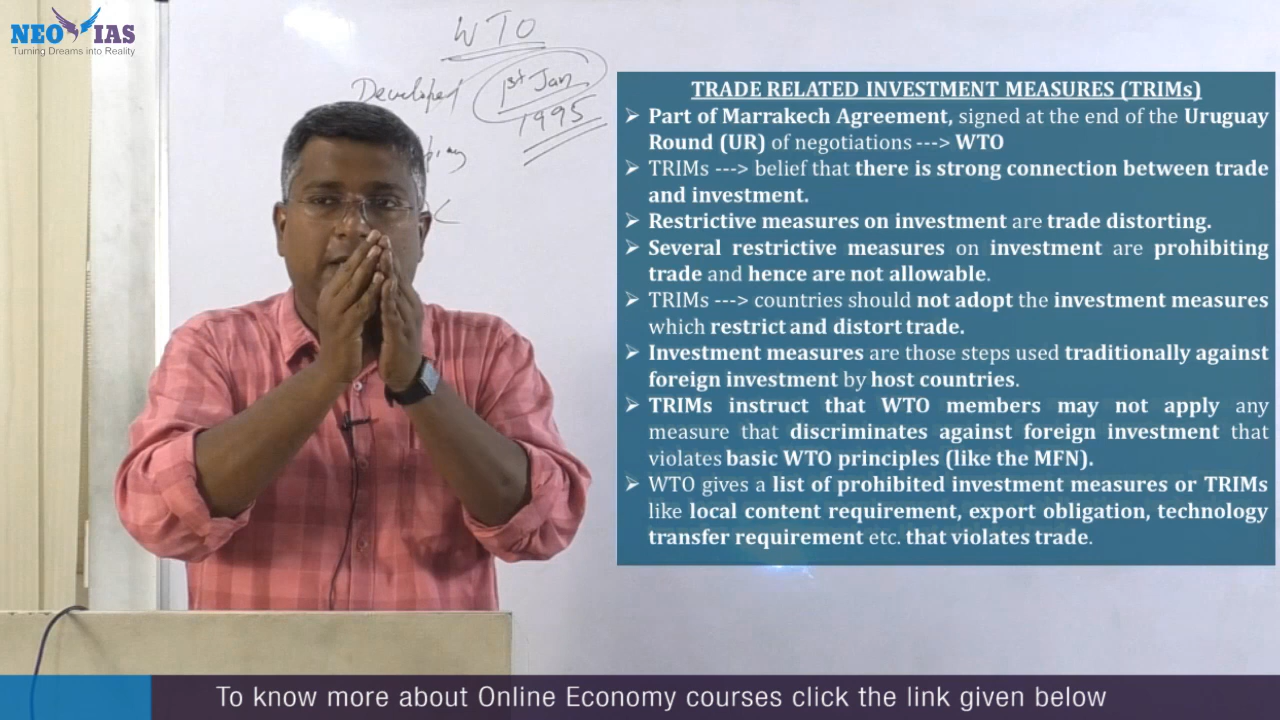 NEO IAS
Turning Dreams into Reality
WTO
Developed
1st Jan
1995
TRADE RELATED INVESTMENT MEASURES (TRIMs)
➢ Part of Marrakech Agreement, signed at the end of the Uruguay
Round (UR) of negotiations ---> WTO
➢ TRIMs ---> belief that there is strong connection between trade
and investment.
➢ Restrictive measures on investment are trade distorting.
➢ Several restrictive measures on investment are prohibiting
trade and hence are not allowable.
➢ TRIMs ---> countries should not adopt the investment measures
which restrict and distort trade.
➢ Investment measures are those steps used traditionally against
foreign investment by host countries.
➢ TRIMs instruct that WTO members may not apply any
measure that discriminates against foreign investment that
violates basic WTO principles (like the MFN).
➢ WTO gives a list of prohibited investment measures or TRIMs
like local content requirement, export obligation, technology
transfer requirement etc. that violates trade.
To know more about Online Economy courses click the link given below